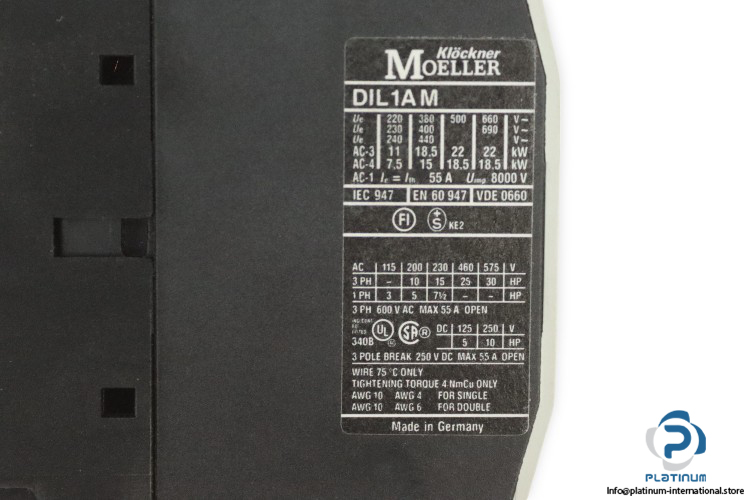 Klöckner
MOELLER
DIL1AM
Ue | 220 | 380 | 500 | 660 | V~
Ue | 230 | 400 | | 690 | V~
Ue | 240 | 440 | | | V~
AC-3 | 11 | 18.5 | 22 | 22 | kW
AC-4 | 7.5 | 15 | 18.5 | 18.5 | kW
AC-1 Ie = Ith 55 A Uimp 8000 V
IEC 947 | EN 60 947 | VDE 0660
FI +S KE2
AC | 115 | 200 | 230 | 460 | 575 | V
3 PH | – | 10 | 15 | 25 | 30 | HP
1 PH | 3 | 5 | 7½ | – | – | HP
3 PH 600 V AC MAX 55 A OPEN
IND. CONT. EQ. UL SA ® DC | 125 | 250 | V
340B 5 | 10 | HP
3 POLE BREAK 250 V DC MAX 55 A OPEN
WIRE 75 °C ONLY
TIGHTENING TORQUE 4 NmCu ONLY
AWG 10 AWG 4 FOR SINGLE
AWG 10 AWG 6 FOR DOUBLE
Made in Germany
PLATINUM
INTERNATIONAL
Info@platinum-international.store